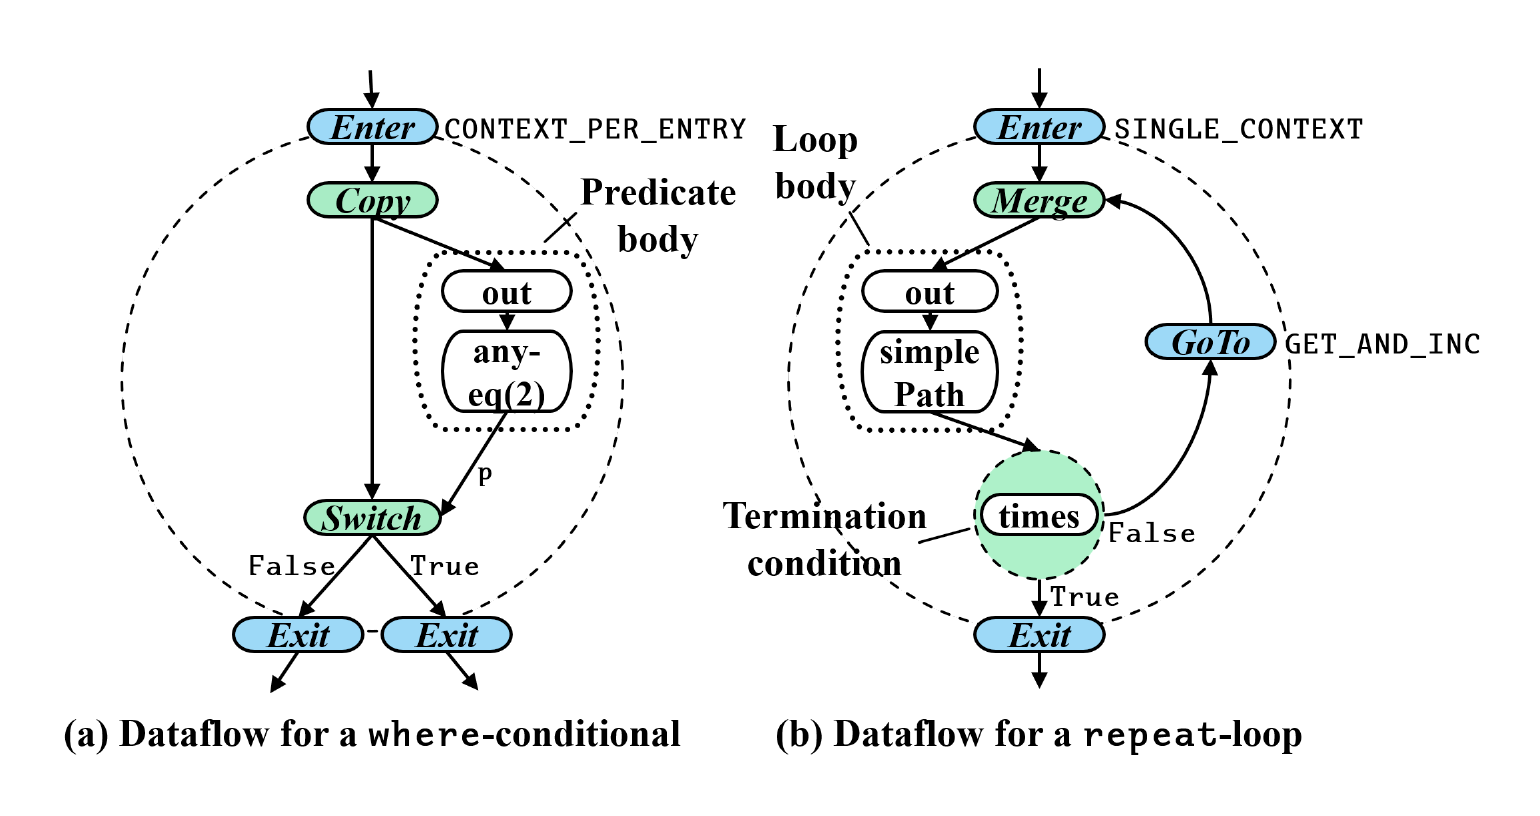 Enter
CONTEXT_PER_ENTRY
Copy
Predicate
body
out
any-
eq(2)
p
Switch
False
True
Exit
Exit
(a) Dataflow for a where-conditional
Enter
SINGLE_CONTEXT
Loop
body
Merge
out
simple
Path
GoTo
GET_AND_INC
Termination
condition
times
False
True
Exit
(b) Dataflow for a repeat-loop